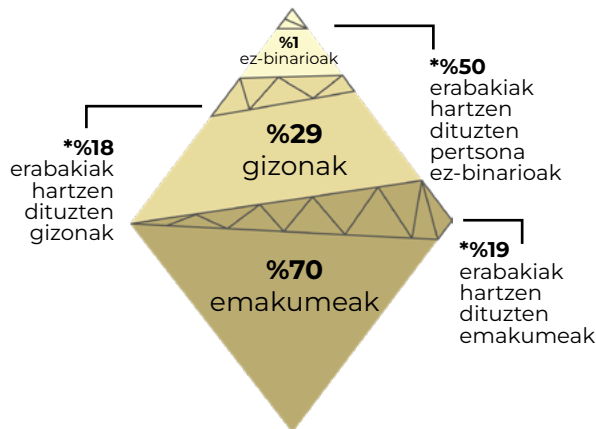 %1
ez-binarioak
*%50
erabakiak
hartzen
dituzten
pertsona
ez-binarioak
*%18
erabakiak
hartzen
dituzten
gizonak
%29
gizonak
*%19
erabakiak
hartzen
dituzten
emakumeak
%70
emakumeak